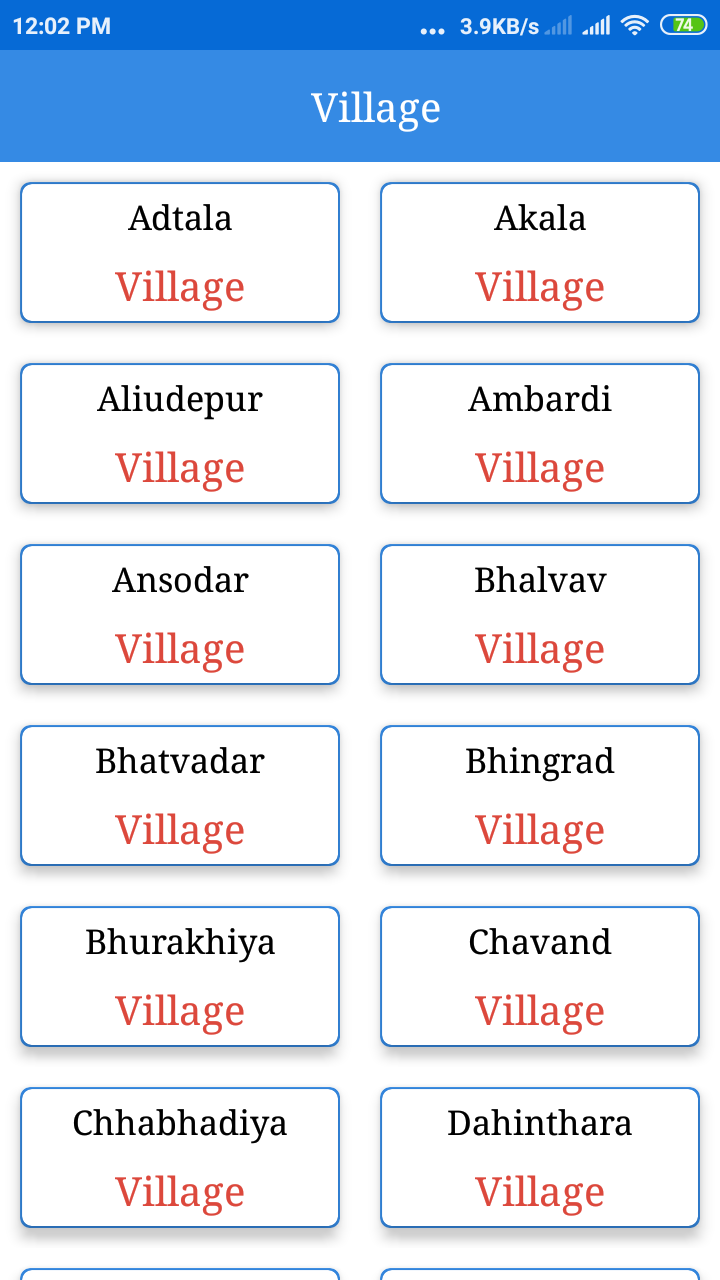 12:02 PM ... 3.9KB/s 74
Village
Adtala
Village
Akala
Village
Aliudepur
Village
Ambardi
Village
Ansodar
Village
Bhalvav
Village
Bhatvadar
Village
Bhingrad
Village
Bhurakhiya
Village
Chavand
Village
Chhabhadiya
Village
Dahinthara
Village